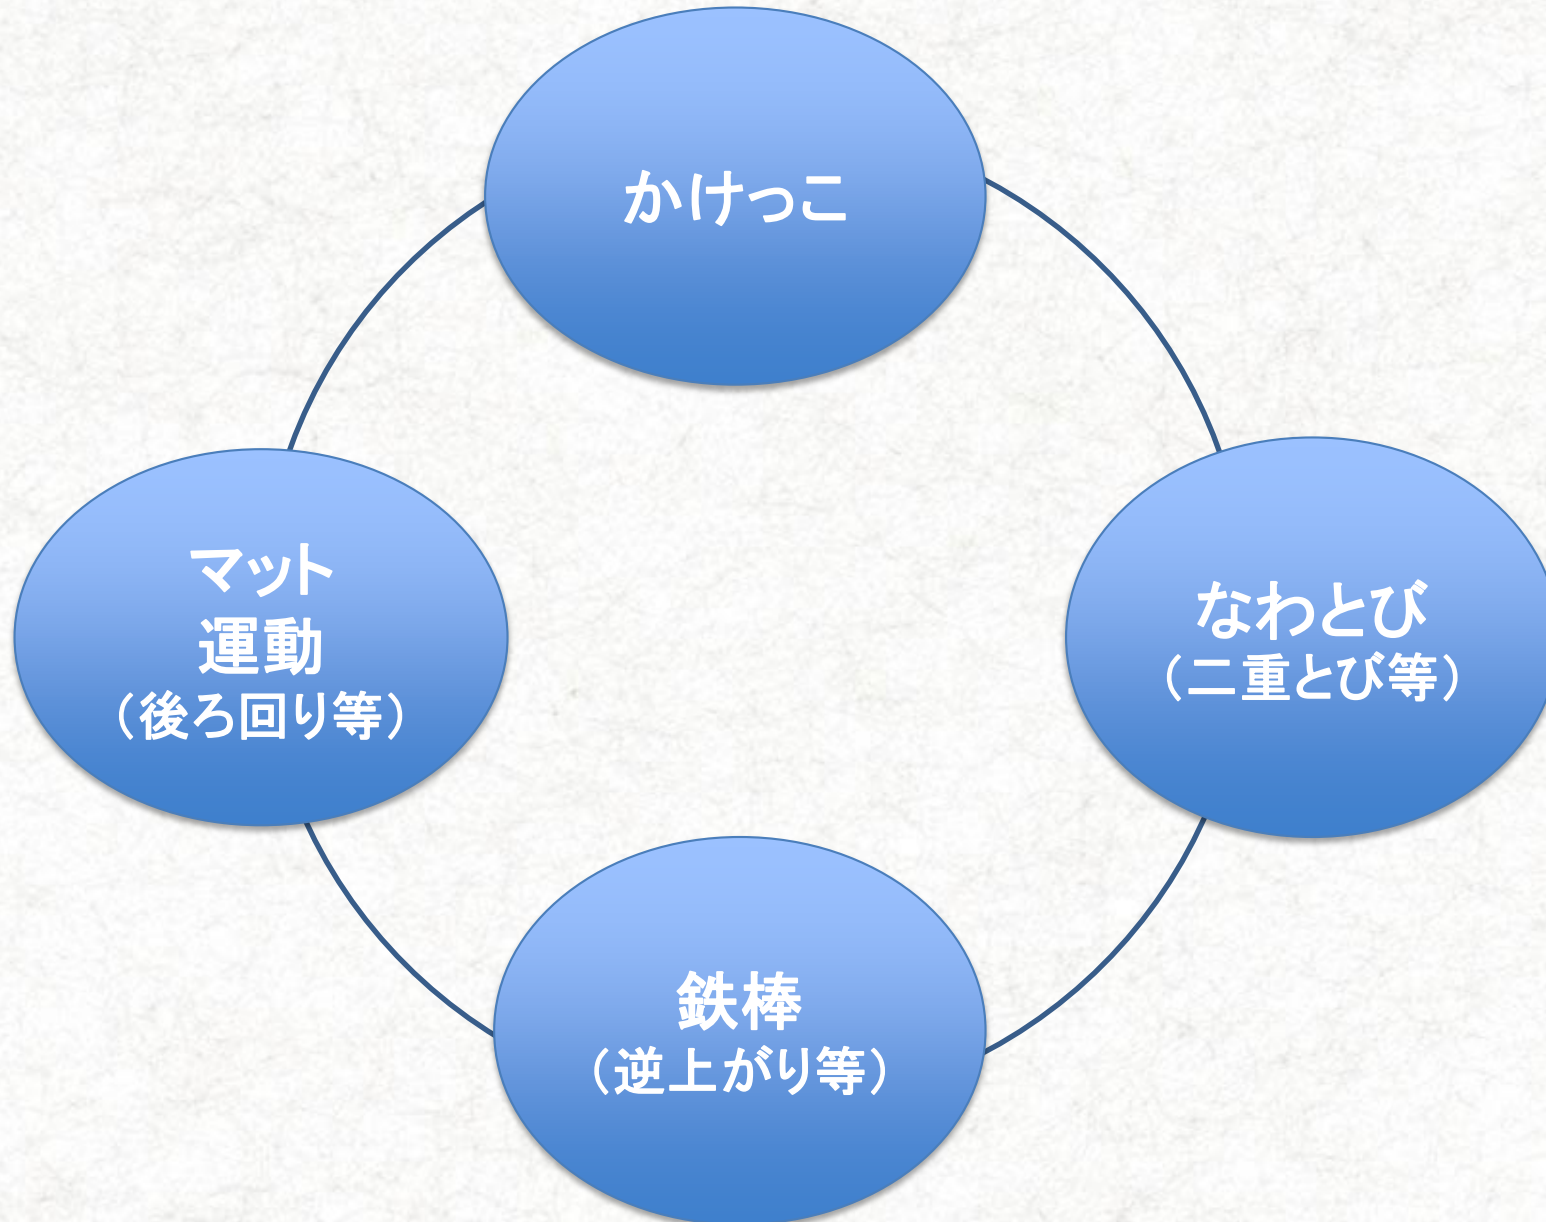 かけっこ
マット
運動
（後ろ回り等）
なわとび
（二重とび等）
鉄棒
（逆上がり等）